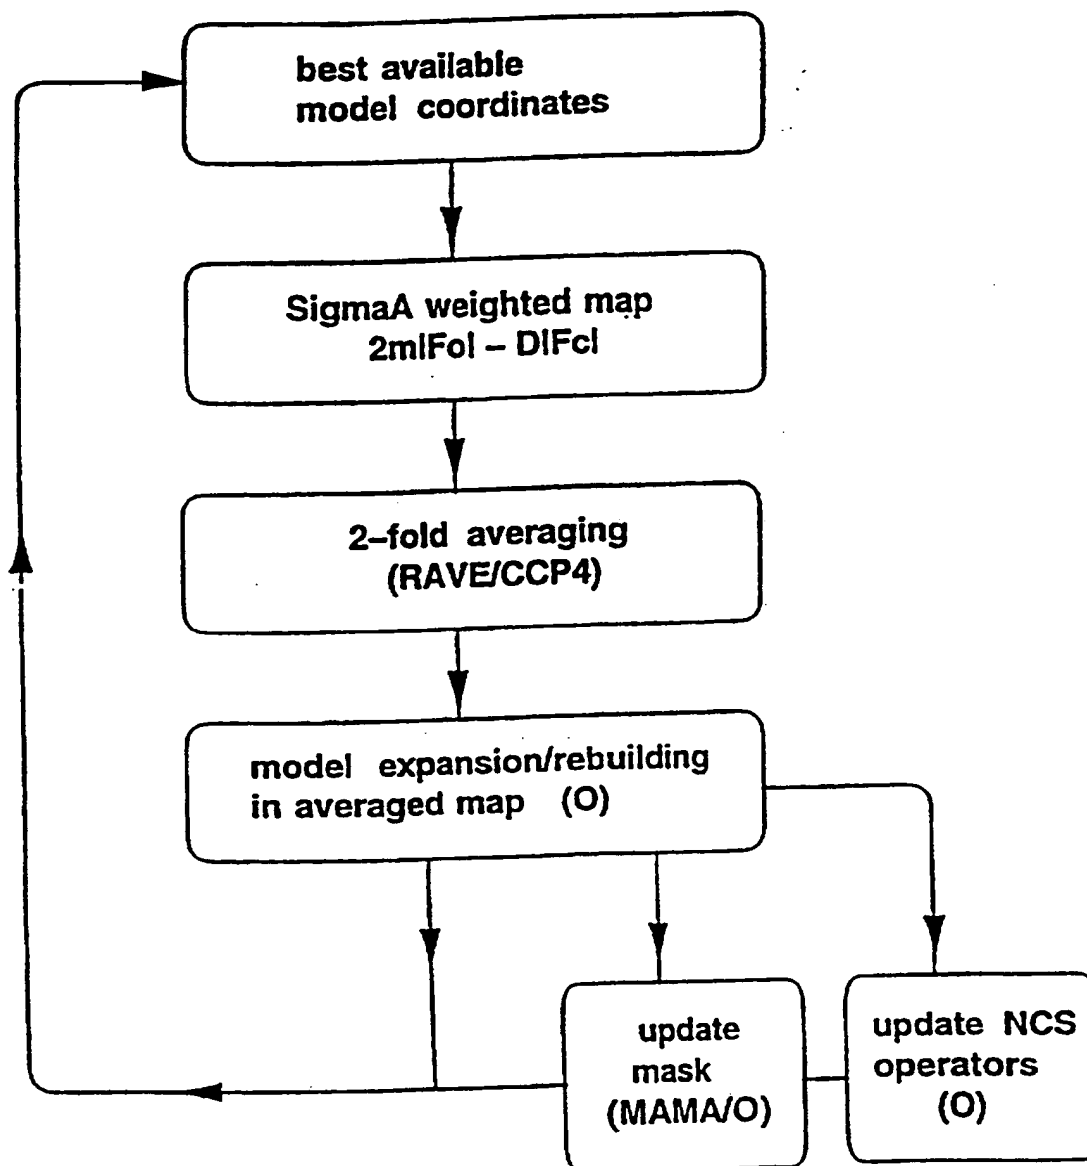 best available
model coordinates
SigmaA weighted map
2m|Fo| – D|Fc|
2–fold averaging
(RAVE/CCP4)
model expansion/rebuilding
in averaged map (O)
update
mask
(MAMA/O)
update NCS
operators
(O)